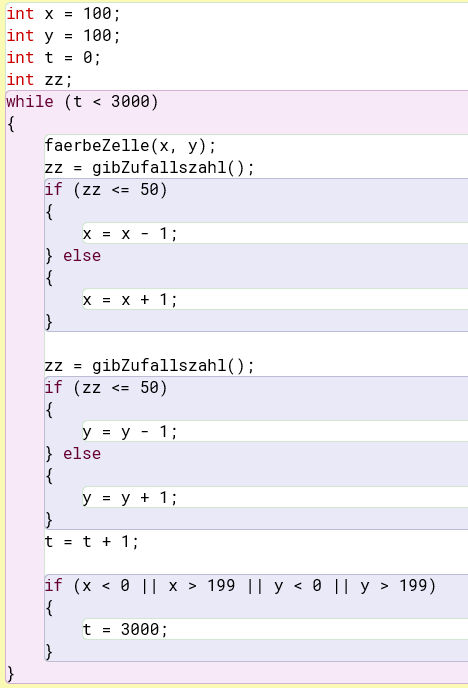 int x = 100;
int y = 100;
int t = 0;
int zz;
while (t < 3000)
{
    faerbeZelle(x, y);
    zz = gibZufallszahl();
    if (zz <= 50)
    {
        x = x - 1;
    } else
    {
        x = x + 1;
    }

    zz = gibZufallszahl();
    if (zz <= 50)
    {
        y = y - 1;
    } else
    {
        y = y + 1;
    }
    t = t + 1;

    if (x < 0 || x > 199 || y < 0 || y > 199)
    {
        t = 3000;
    }
}